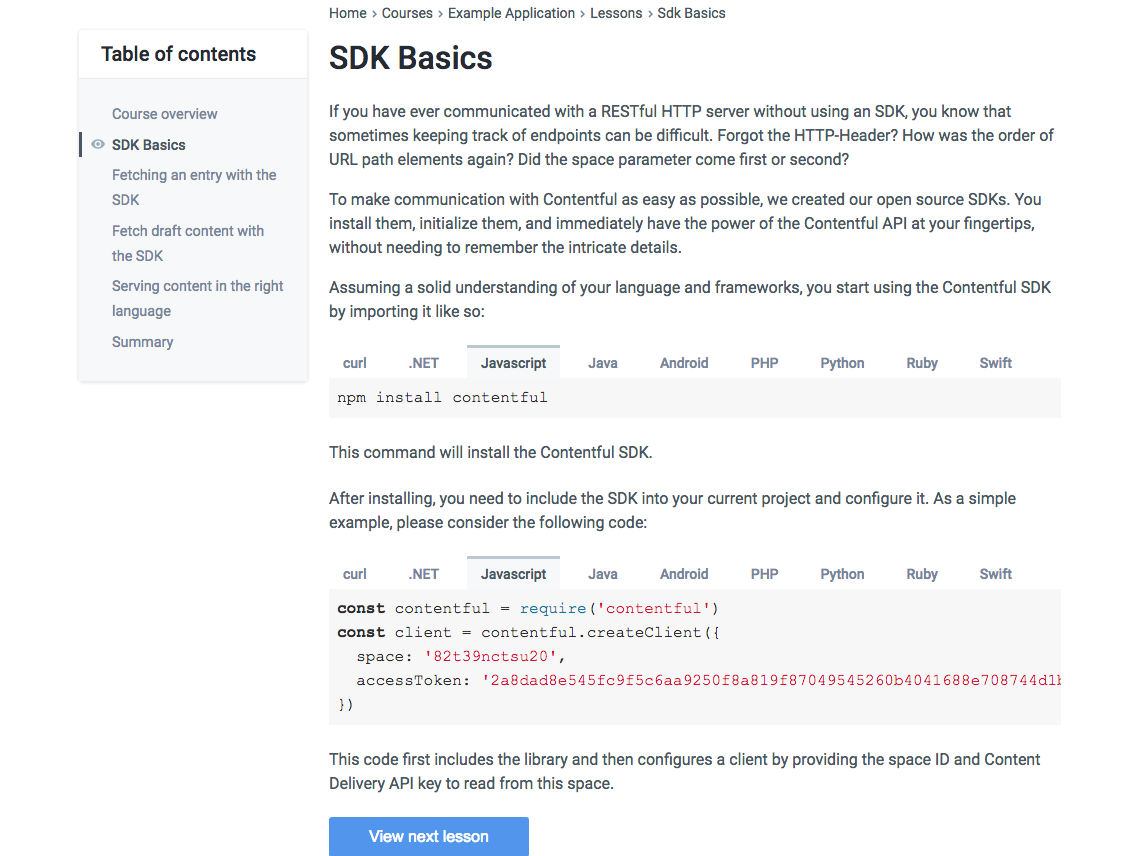 Home › Courses › Example Application › Lessons › Sdk Basics
Table of contents
Course overview
SDK Basics
Fetching an entry with the
SDK
Fetch draft content with
the SDK
Serving content in the right
language
Summary
SDK Basics
If you have ever communicated with a RESTful HTTP server without using an SDK, you know that
sometimes keeping track of endpoints can be difficult. Forgot the HTTP-Header? How was the order of
URL path elements again? Did the space parameter come first or second?
To make communication with Contentful as easy as possible, we created our open source SDKs. You
install them, initialize them, and immediately have the power of the Contentful API at your fingertips,
without needing to remember the intricate details.
Assuming a solid understanding of your language and frameworks, you start using the Contentful SDK
by importing it like so:
curl .NET Javascript Java Android PHP Python Ruby Swift
npm install contentful
This command will install the Contentful SDK.
After installing, you need to include the SDK into your current project and configure it. As a simple
example, please consider the following code:
curl .NET Javascript Java Android PHP Python Ruby Swift
const contentful = require('contentful')
const client = contentful.createClient({
space: '82t39nctsu20',
accessToken: '2a8dad8e545fc9f5c6aa9250f8a819f87049545260b4041688e708744d1b
})
This code first includes the library and then configures a client by providing the space ID and Content
Delivery API key to read from this space.
View next lesson